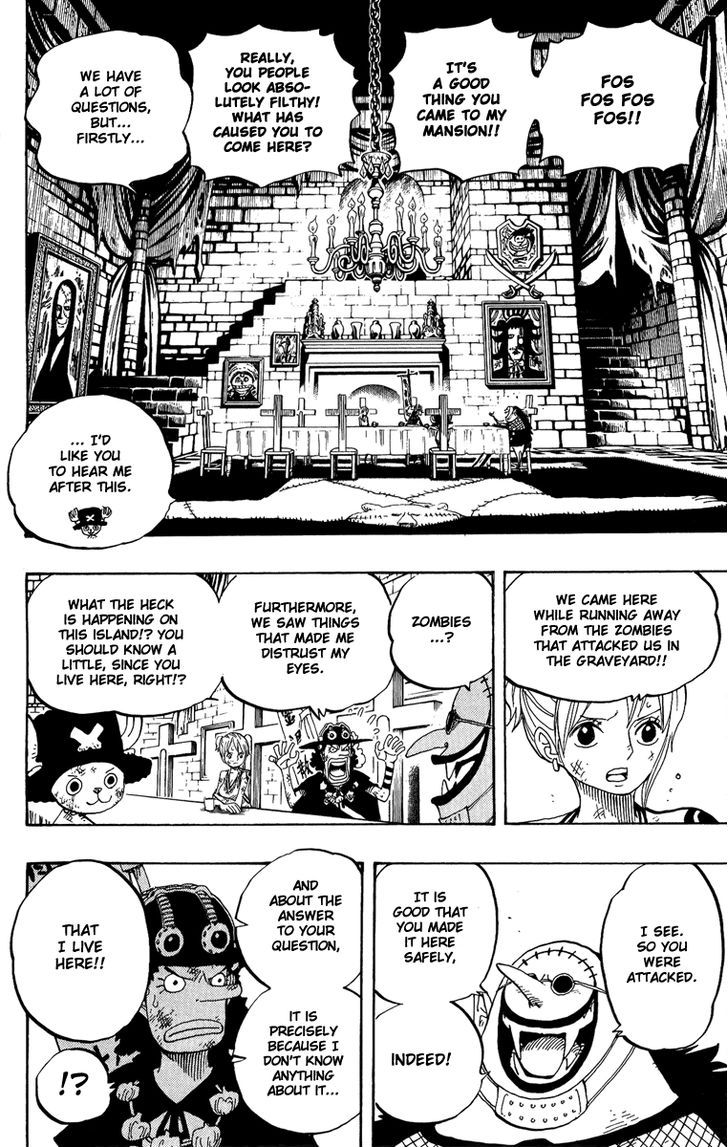 FOS
FOS FOS
FOS!!
IT'S
A GOOD
THING YOU
CAME TO MY
MANSION!!
REALLY,
YOU PEOPLE
LOOK ABSO-
LUTELY FILTHY!
WHAT HAS
CAUSED YOU TO
COME HERE?
WE HAVE
A LOT OF
QUESTIONS,
BUT...
FIRSTLY...
... I'D
LIKE YOU
TO HEAR ME
AFTER THIS.
WE CAME HERE
WHILE RUNNING AWAY
FROM THE ZOMBIES
THAT ATTACKED US IN
THE GRAVEYARD!!
ZOMBIES
...?
FURTHERMORE,
WE SAW THINGS
THAT MADE ME
DISTRUST MY
EYES.
WHAT THE HECK
IS HAPPENING ON
THIS ISLAND!? YOU
SHOULD KNOW A
LITTLE, SINCE YOU
LIVE HERE, RIGHT!?
I SEE.
SO YOU
WERE
ATTACKED.
IT IS
GOOD THAT
YOU MADE
IT HERE
SAFELY,
INDEED!
AND
ABOUT THE
ANSWER
TO YOUR
QUESTION,
IT IS
PRECISELY
BECAUSE I
DON'T KNOW
ANYTHING
ABOUT IT...
THAT
I LIVE
HERE!!
!?